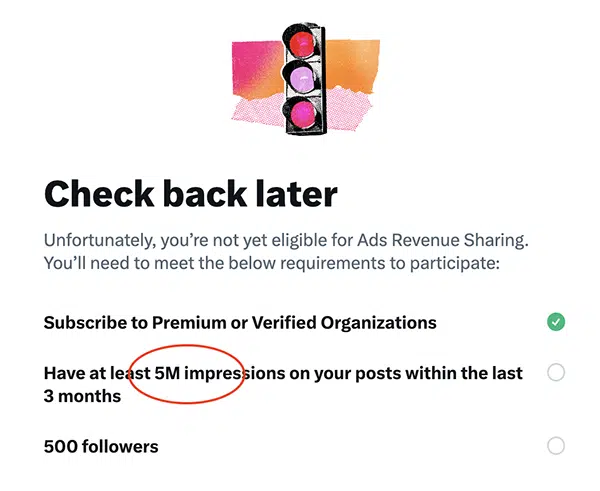 Check back later
Unfortunately, you're not yet eligible for Ads Revenue Sharing.
You'll need to meet the below requirements to participate:
Subscribe to Premium or Verified Organizations
Have at least 5M impressions on your posts within the last
3 months
500 followers